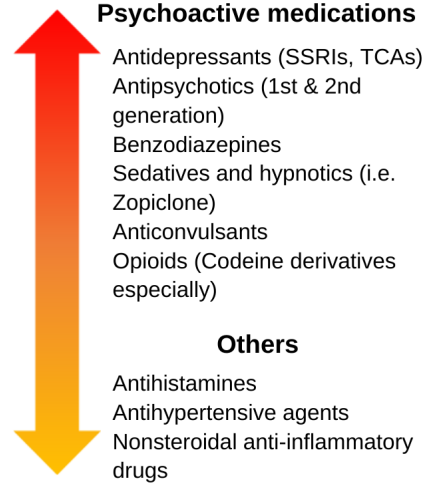 Psychoactive medications
Antidepressants (SSRIs, TCAs)
Antipsychotics (1st & 2nd
generation)
Benzodiazepines
Sedatives and hypnotics (i.e.
Zopiclone)
Anticonvulsants
Opioids (Codeine derivatives
especially)
Others
Antihistamines
Antihypertensive agents
Nonsteroidal anti-inflammatory
drugs